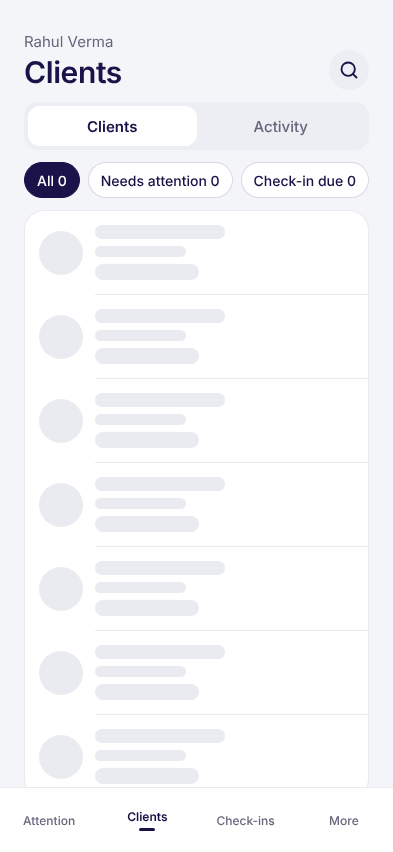 Rahul Verma
Clients
Clients Activity
All 0 Needs attention 0 Check-in due 0
Attention Clients Check-ins More